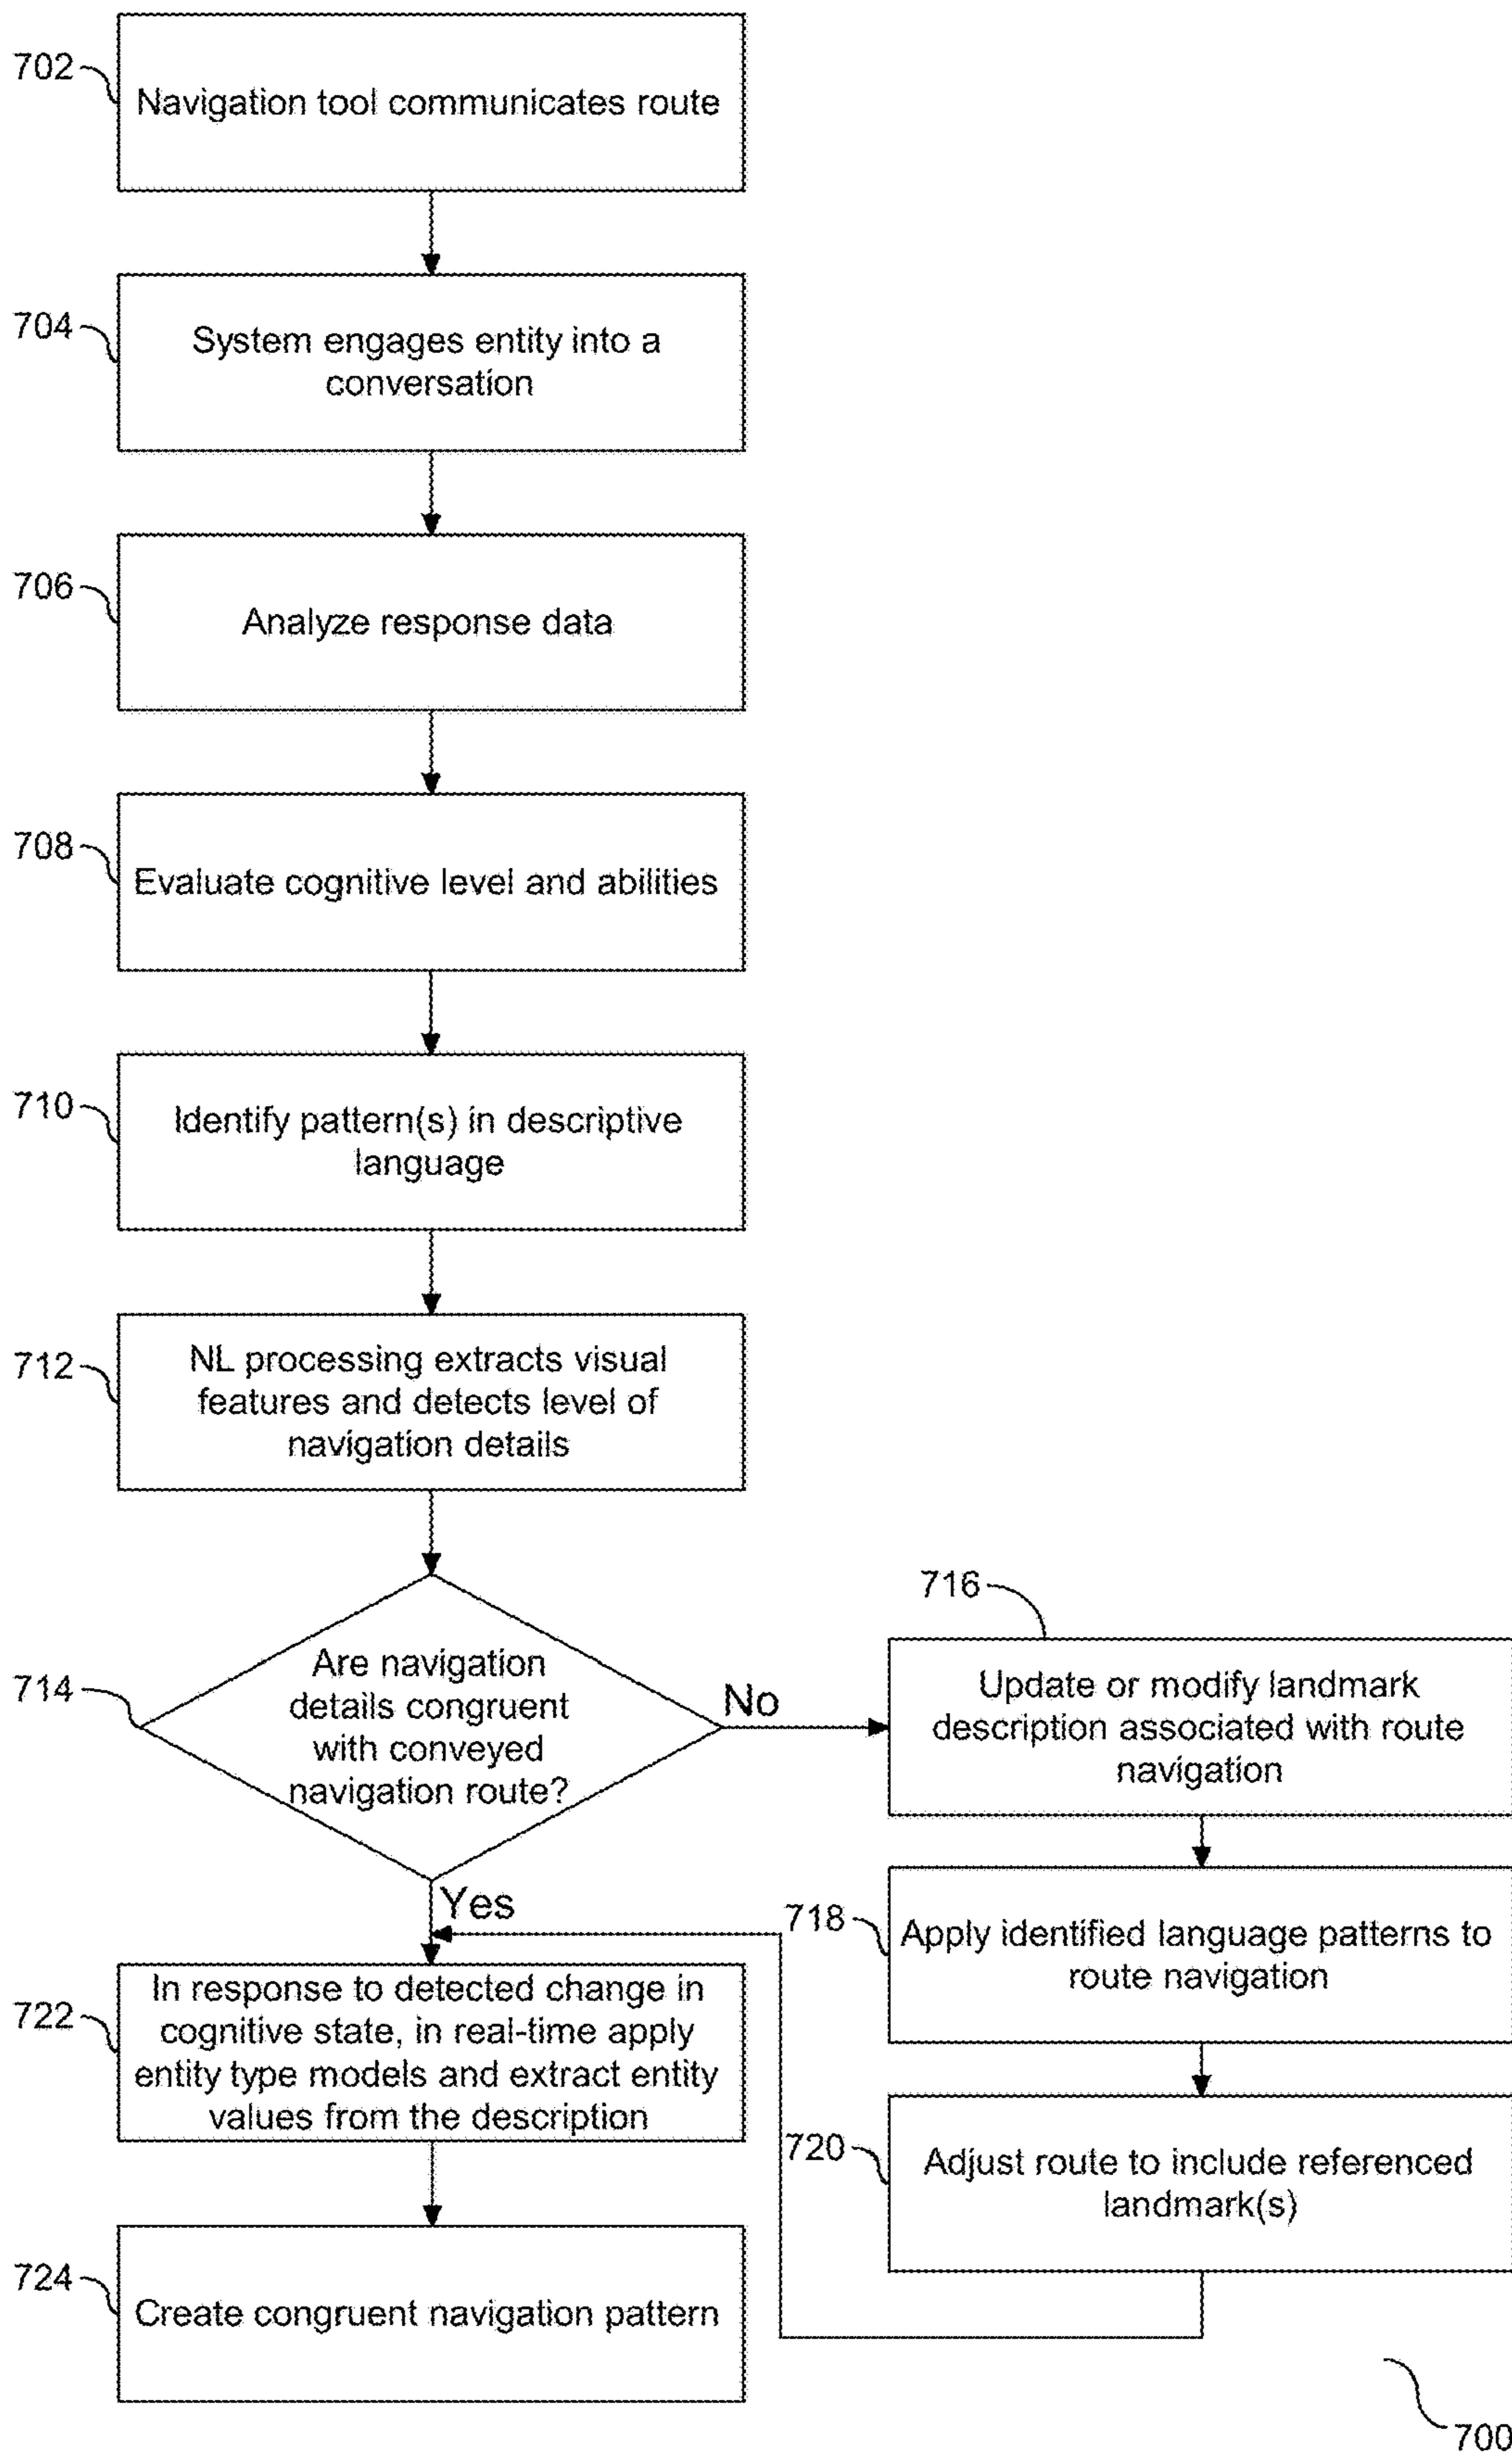 702
Navigation tool communicates route
704
System engages entity into a
conversation
706
Analyze response data
708
Evaluate cognitive level and abilities
710
Identify pattern(s) in descriptive
language
712
NL processing extracts visual
features and detects level of
navigation details
714
Are navigation
details congruent
with conveyed
navigation route?
No
716
Update or modify landmark
description associated with route
navigation
Yes
718
Apply identified language patterns to
route navigation
720
Adjust route to include referenced
landmark(s)
722
In response to detected change in
cognitive state, in real-time apply
entity type models and extract entity
values from the description
724
Create congruent navigation pattern
700